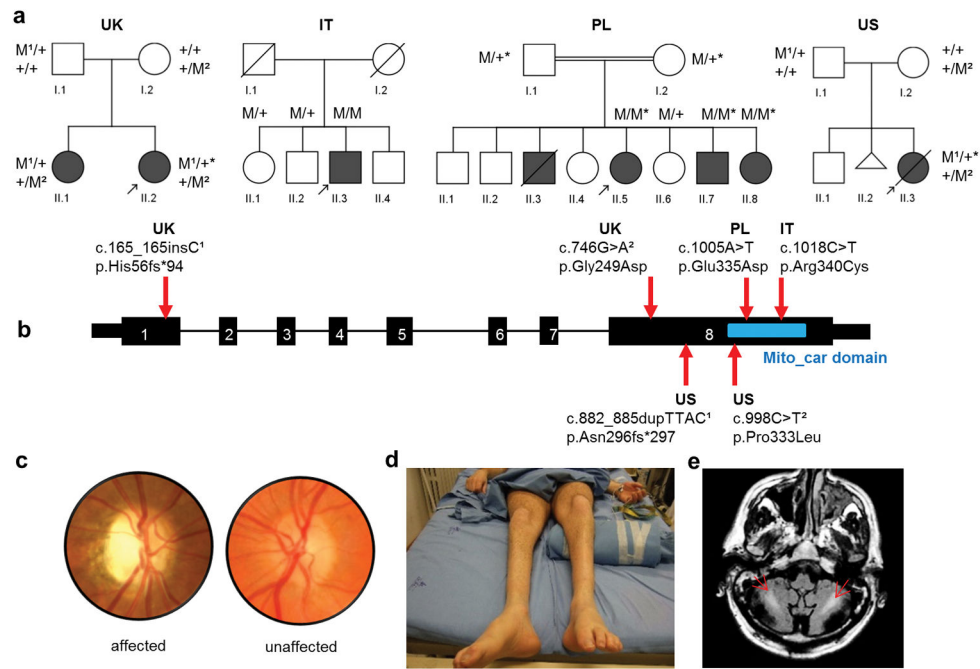 a
UK
IT
PL
US
M¹/+
+/+
+/+
+/M²
M/+*
M/+*
M¹/+
+/+
+/+
+/M²
I.1
I.2
I.1
I.2
I.1
I.2
I.1
I.2
M¹/+
+/M²
M¹/+*
+/M²
M/+
M/+
M/M
M/M*
M/+
M/M*
M/M*
M¹/+*
+/M²
II.1
II.2
II.1
II.2
II.3
II.4
II.1
II.2
II.3
II.4
II.5
II.6
II.7
II.8
II.1
II.2
II.3
UK
c.165_165insC¹
p.His56fs*94
UK
c.746G>A²
p.Gly249Asp
PL
c.1005A>T
p.Glu335Asp
IT
c.1018C>T
p.Arg340Cys
b
1
2
3
4
5
6
7
8
Mito_car domain
US
c.882_885dupTTAC¹
p.Asn296fs*297
US
c.998C>T²
p.Pro333Leu
c
affected
unaffected
d
e